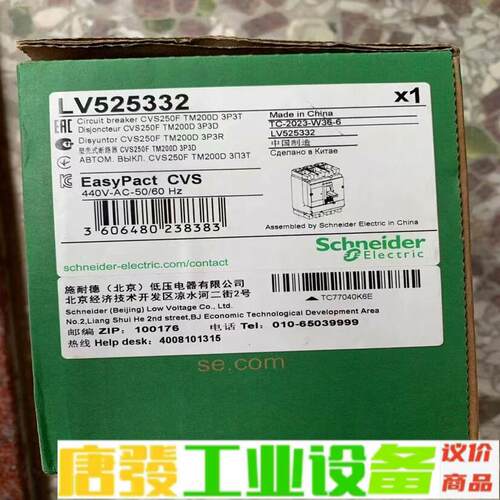 LV525332
x1
Circuit breaker CVS250F TM200D 3P3T
Disjoncteur CVS250F TM200D 3P3D
Disyuntor CVS250F TM200D 3P3R
塑壳式断路器 CVS250F TM200D 3P3D
АВТОМ. ВЫКЛ. CVS250F TM200D 3П3Т
EAC
Made in China
TC-2023-W36-6
LV525332
中国制造
Сделано в Китае
EasyPact CVS
440V-AC-50/60 Hz
3 606480 238383
Assembled by Schneider Electric in China
schneider-electric.com/contact
Schneider
Electric
施耐德（北京）低压电器有限公司
北京经济技术开发区凉水河二街2号
Schneider (Beijing) Low Voltage Co., Ltd.
No.2,Liang Shui He 2nd street,BJ Economic Technological Development Area
邮编 ZIP: 100176 电话 Tel: 010-65039999
热线 Help desk: 4008101315
TC77040K6E
se.com
唐發工业设备
议价
商品